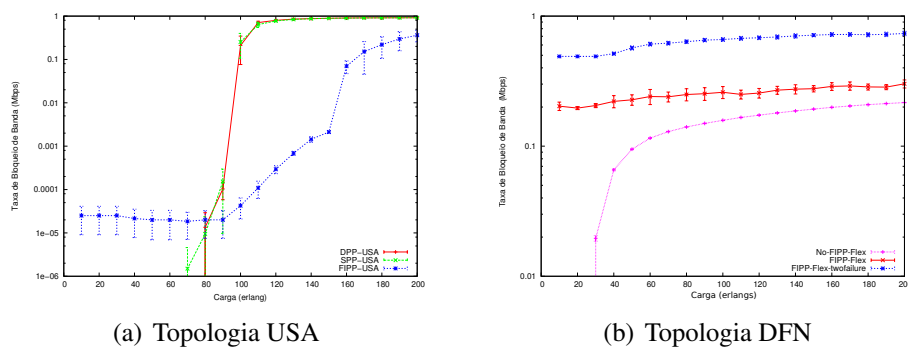 Taxa de Bloqueio de Banda (Mbps)
1
0.1
0.01
0.001
0.0001
1e-05
1e-06
0 20 40 60 80 100 120 140 160 180 200
Carga (erlang)
DPP-USA
SPP-USA
FIPP-USA
(a) Topologia USA
Taxa de Bloqueio de Banda (Mbps)
1
0.1
0.01
0 20 40 60 80 100 120 140 160 180 200
Carga (erlangs)
No-FIPP-Flex
FIPP-Flex
FIPP-Flex-twofailure
(b) Topologia DFN